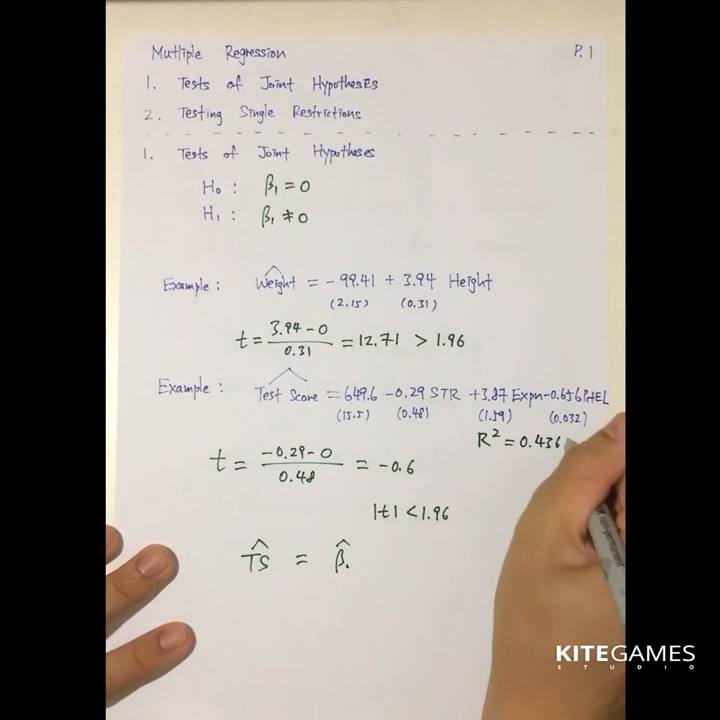 Multiple Regression P.1
1. Tests of Joint Hypotheses
2. Testing Single Restrictions
1. Tests of Joint Hypotheses
H₀ : β₁ = 0
H₁ : β₁ ≠ 0
Example : Weight^ = -99.41 + 3.94 Height
(2.15) (0.31)
t = (3.94 - 0)/0.31 = 12.71 > 1.96
Example : Test Score^ = 649.6 - 0.29 STR + 3.87 Expn - 0.656 PctEL
(15.5) (0.48) (1.59) (0.032)
R² = 0.436
t = (-0.29 - 0)/0.48 = -0.6
|t| < 1.96
TS^ = β^.
non-permanent
KITEGAMES
STUDIO